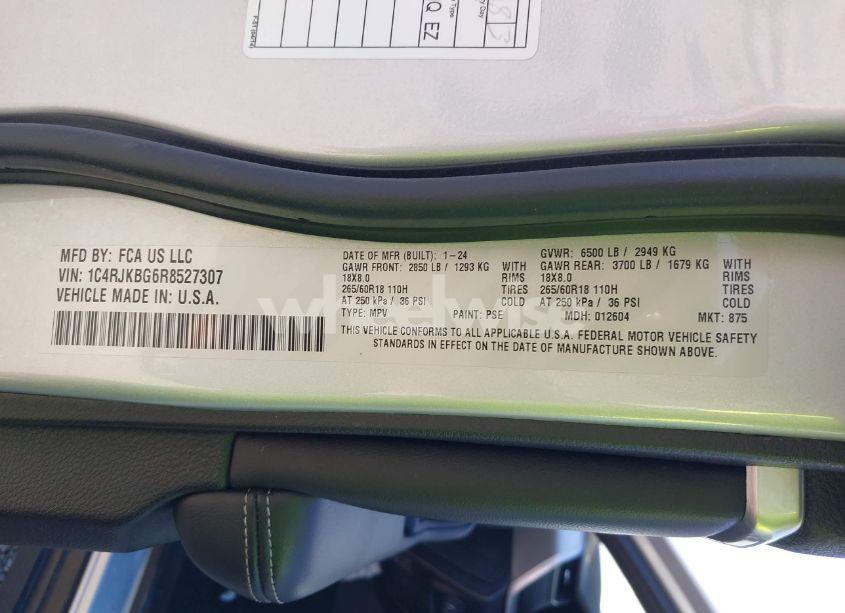 83
y Day
Type
Q EZ
MFD BY: FCA US LLC
VIN: 1C4RJKBG6R8527307
VEHICLE MADE IN: U.S.A.
DATE OF MFR (BUILT): 1-24
GAWR FRONT: 2850 LB / 1293 KG WITH
18X8.0 RIMS
265/60R18 110H TIRES
AT 250 kPa / 36 PSI COLD
TYPE: MPV PAINT: PSE
GVWR: 6500 LB / 2949 KG
GAWR REAR: 3700 LB / 1679 KG WITH
18X8.0 RIMS
265/60R18 110H TIRES
AT 250 kPa / 36 PSI COLD
MDH: 012604 MKT: 875
THIS VEHICLE CONFORMS TO ALL APPLICABLE U.S.A. FEDERAL MOTOR VEHICLE SAFETY
STANDARDS IN EFFECT ON THE DATE OF MANUFACTURE SHOWN ABOVE.
wheelwise